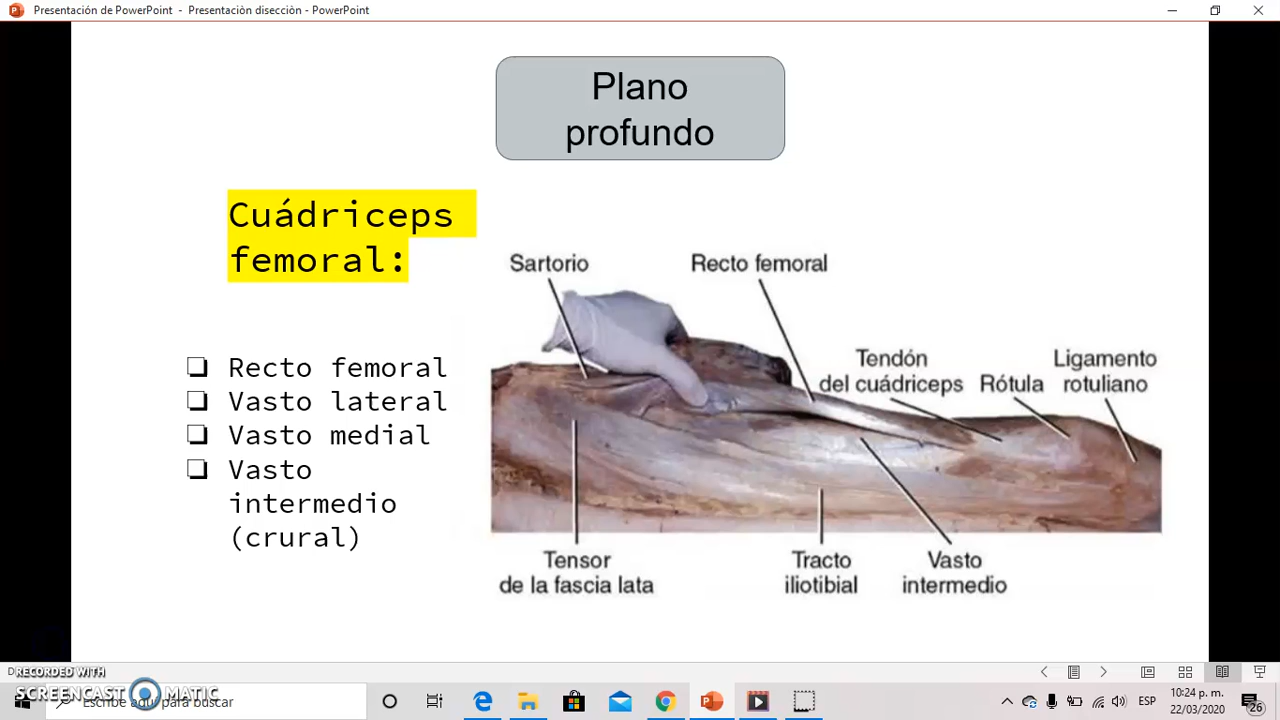 Presentación de PowerPoint - Presentaciòn disecciòn - PowerPoint
Plano
profundo
Cuádriceps
femoral:
❑ Recto femoral
❑ Vasto lateral
❑ Vasto medial
❑ Vasto
intermedio
(crural)
Sartorio
Recto femoral
Tendón
del cuádriceps
Rótula
Ligamento
rotuliano
Tensor
de la fascia lata
Tracto
iliotibial
Vasto
intermedio
RECORDED WITH
SCREENCAST MATIC
Escribe aquí para buscar
ESP
10:24 p. m.
22/03/2020
26